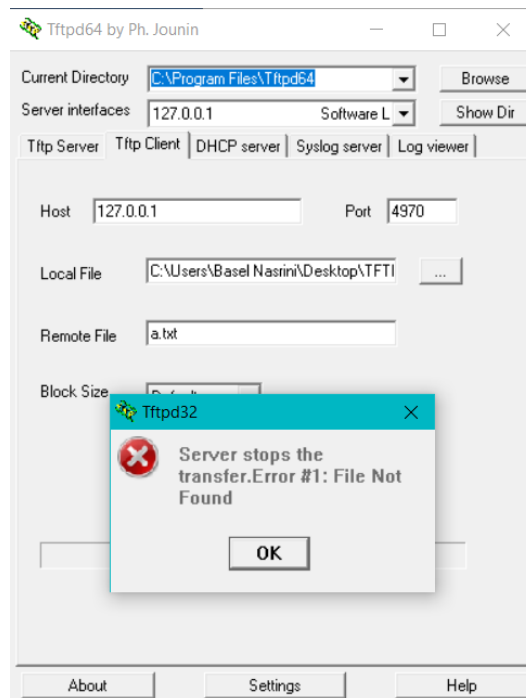 Tftpd64 by Ph. Jounin
Current Directory C:\Program Files\Tftpd64 Browse
Server interfaces 127.0.0.1 Software L Show Dir
Tftp Server Tftp Client DHCP server Syslog server Log viewer
Host 127.0.0.1 Port 4970
Local File C:\Users\Basel Nasrini\Desktop\TFTI ...
Remote File a.txt
Block Size
Tftpd32
Server stops the
transfer.Error #1: File Not
Found
OK
About Settings Help